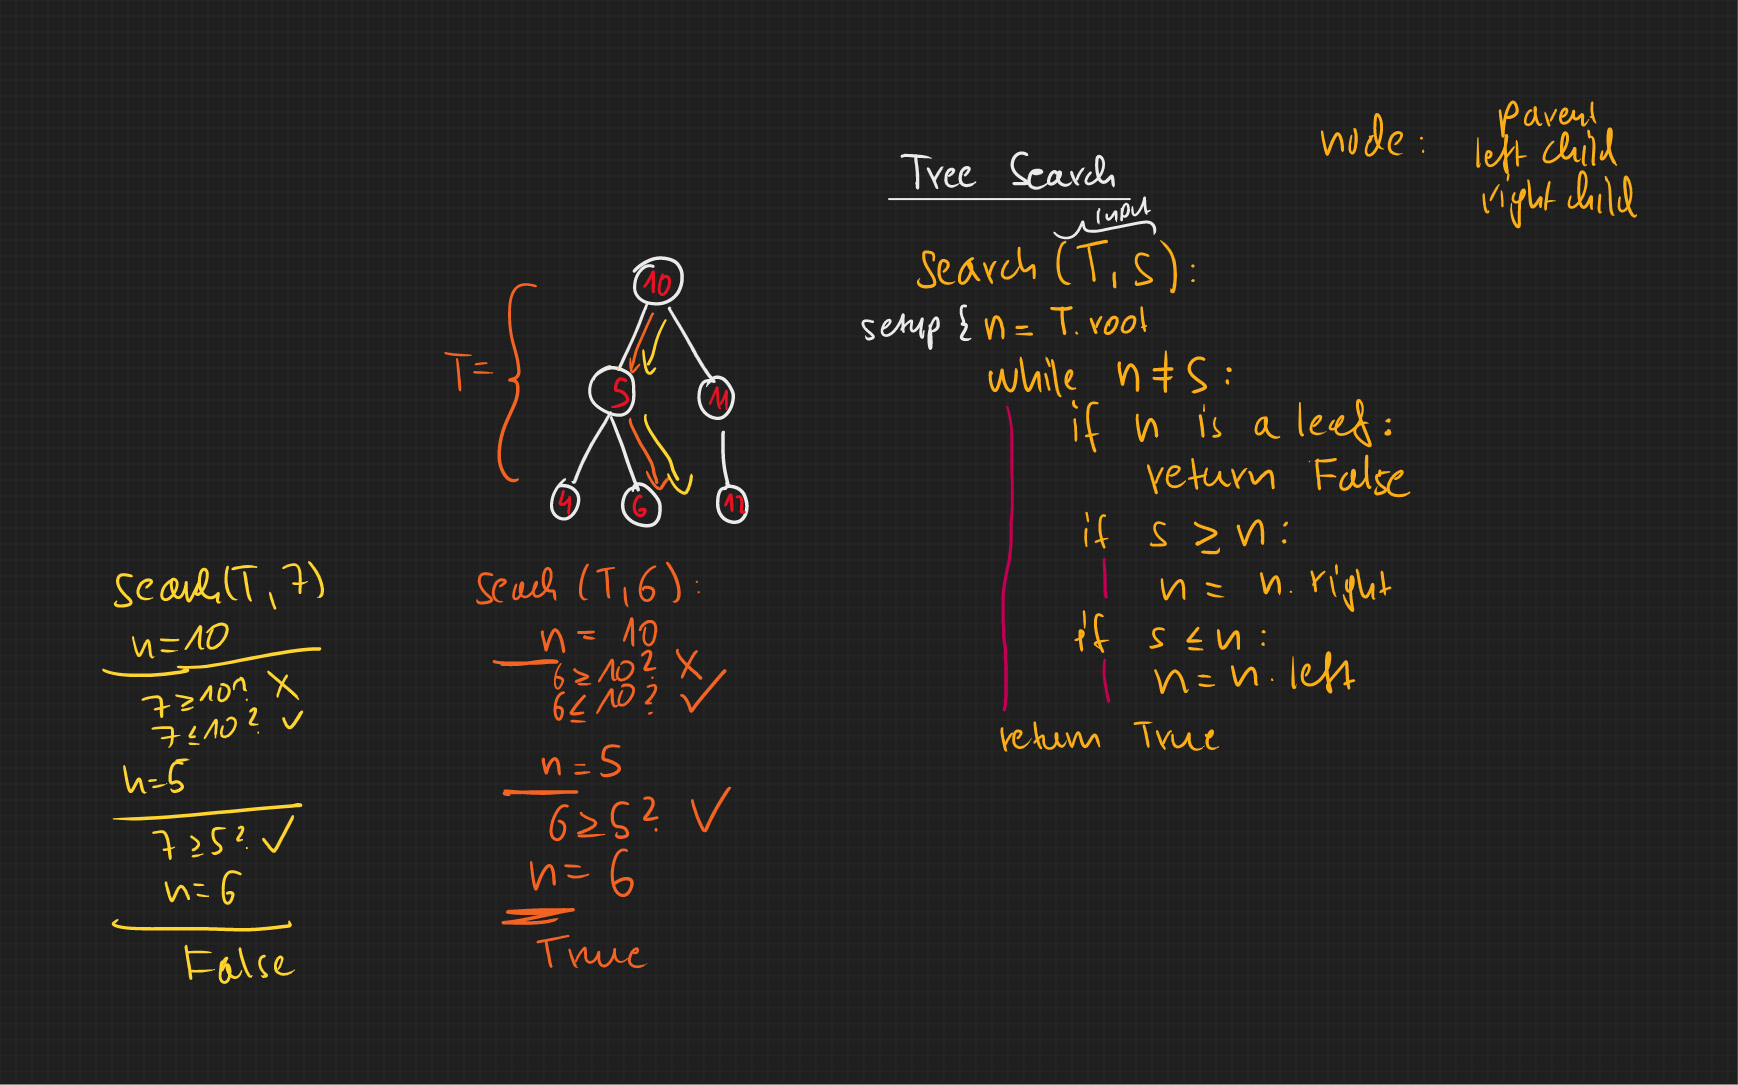 node: parent
left child
right child
Tree Search
input
search (T, s):
setup { n = T.root
while n ≠ s:
if n is a leaf:
return False
if s ≥ n:
n = n.right
if s ≤ n:
n = n.left
return True
T =
10
5
11
4
6
12
search(T, 7)
n=10
7 ≥ 10? X
7 ≤ 10? ✓
n=5
7 ≥ 5? ✓
n=6
False
seach (T, 6):
n = 10
6 ≥ 10? X
6 ≤ 10? ✓
n = 5
6 ≥ 5? ✓
n = 6
True